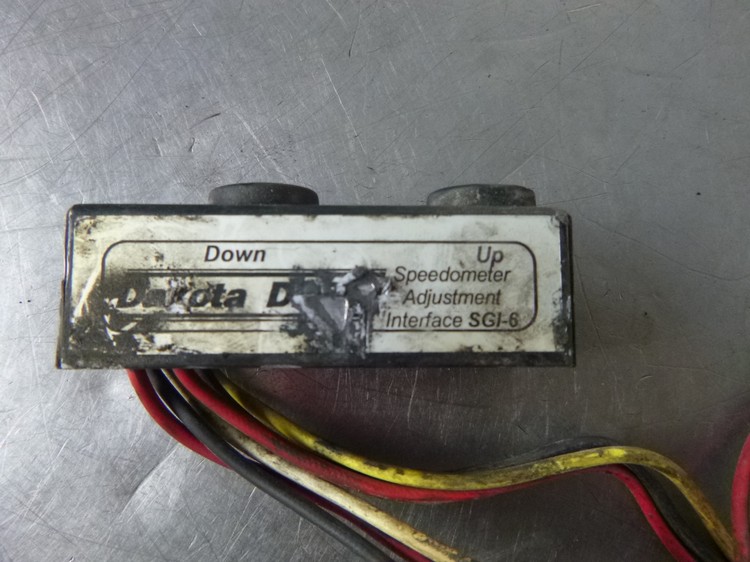 Down Up
Dakota D
Speedometer
Adjustment
Interface SGI-6